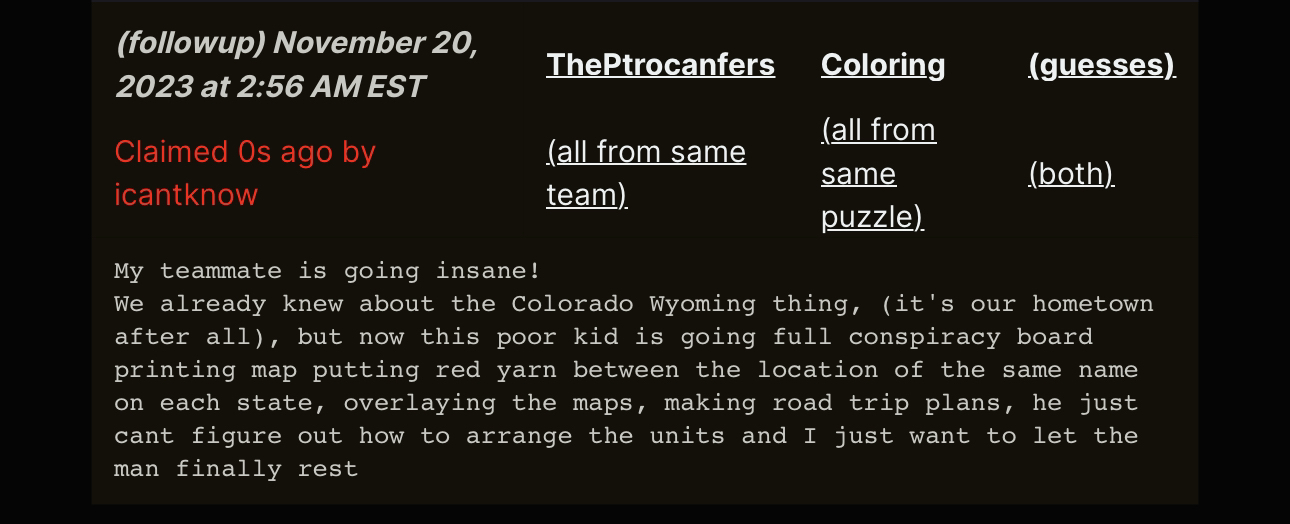 (followup) November 20,
2023 at 2:56 AM EST
ThePtrocanfers
Coloring
(guesses)
Claimed 0s ago by
icantknow
(all from same
team)
(all from
same
puzzle)
(both)
My teammate is going insane!
We already knew about the Colorado Wyoming thing, (it's our hometown
after all), but now this poor kid is going full conspiracy board
printing map putting red yarn between the location of the same name
on each state, overlaying the maps, making road trip plans, he just
cant figure out how to arrange the units and I just want to let the
man finally rest